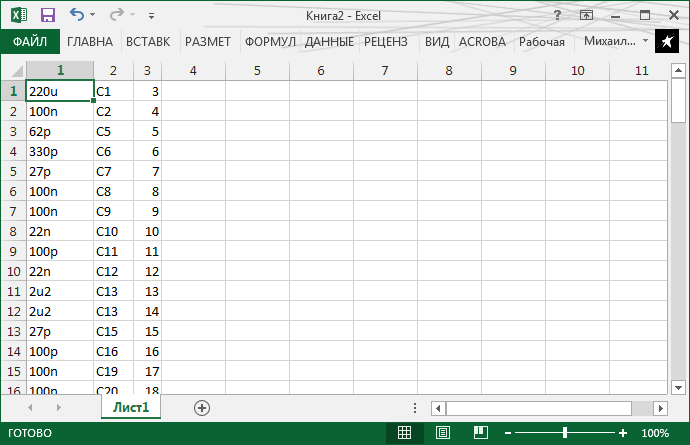 Книга2 - Excel
ФАЙЛ ГЛАВНА ВСТАВК РАЗМЕТ ФОРМУЛ ДАННЫЕ РЕЦЕНЗ ВИД ACROBA Рабочая Михаил...
1 2 3 4 5 6 7 8 9 10 11
1 220u C1 3
2 100n C2 4
3 62p C5 5
4 330p C6 6
5 27p C7 7
6 100n C8 8
7 100n C9 9
8 22n C10 10
9 100p C11 11
10 22n C12 12
11 2u2 C13 13
12 2u2 C13 14
13 27p C15 15
14 100p C16 16
15 100n C19 17
16 100n C20 18
Лист1
ГОТОВО 100%